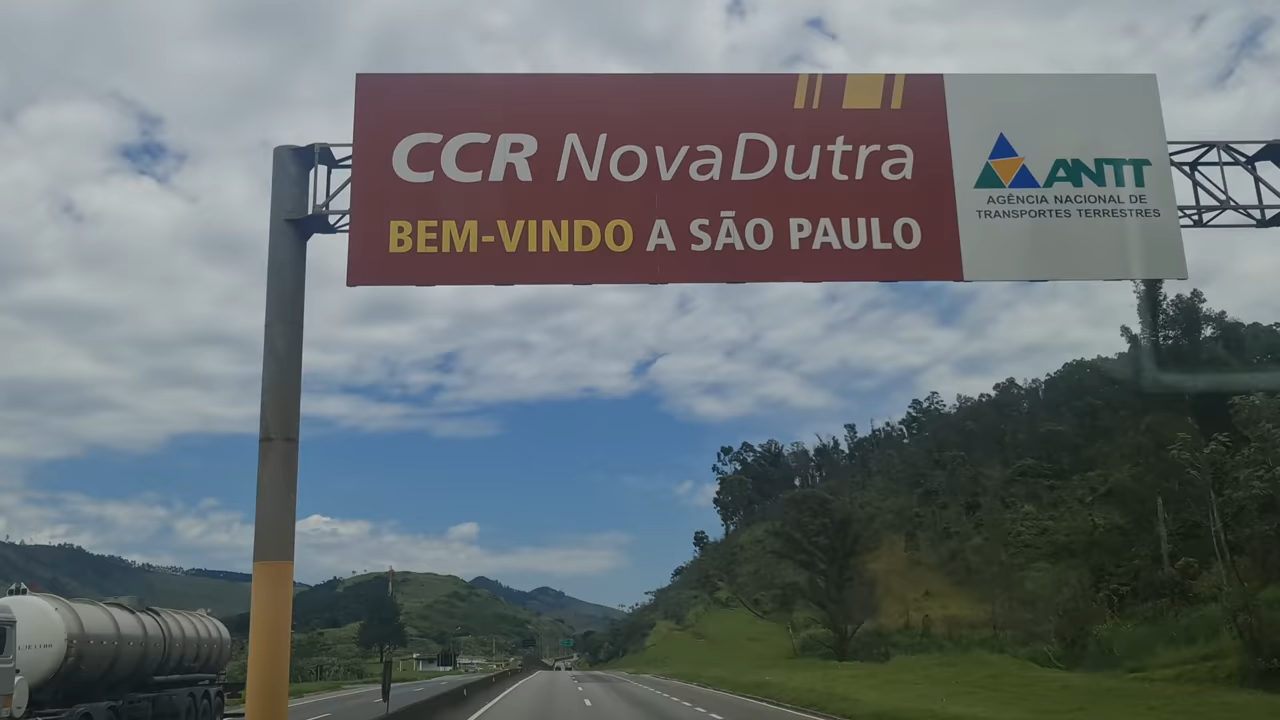 CCR NovaDutra
BEM-VINDO A SÃO PAULO
ANTT
AGÊNCIA NACIONAL DE
TRANSPORTES TERRESTRES